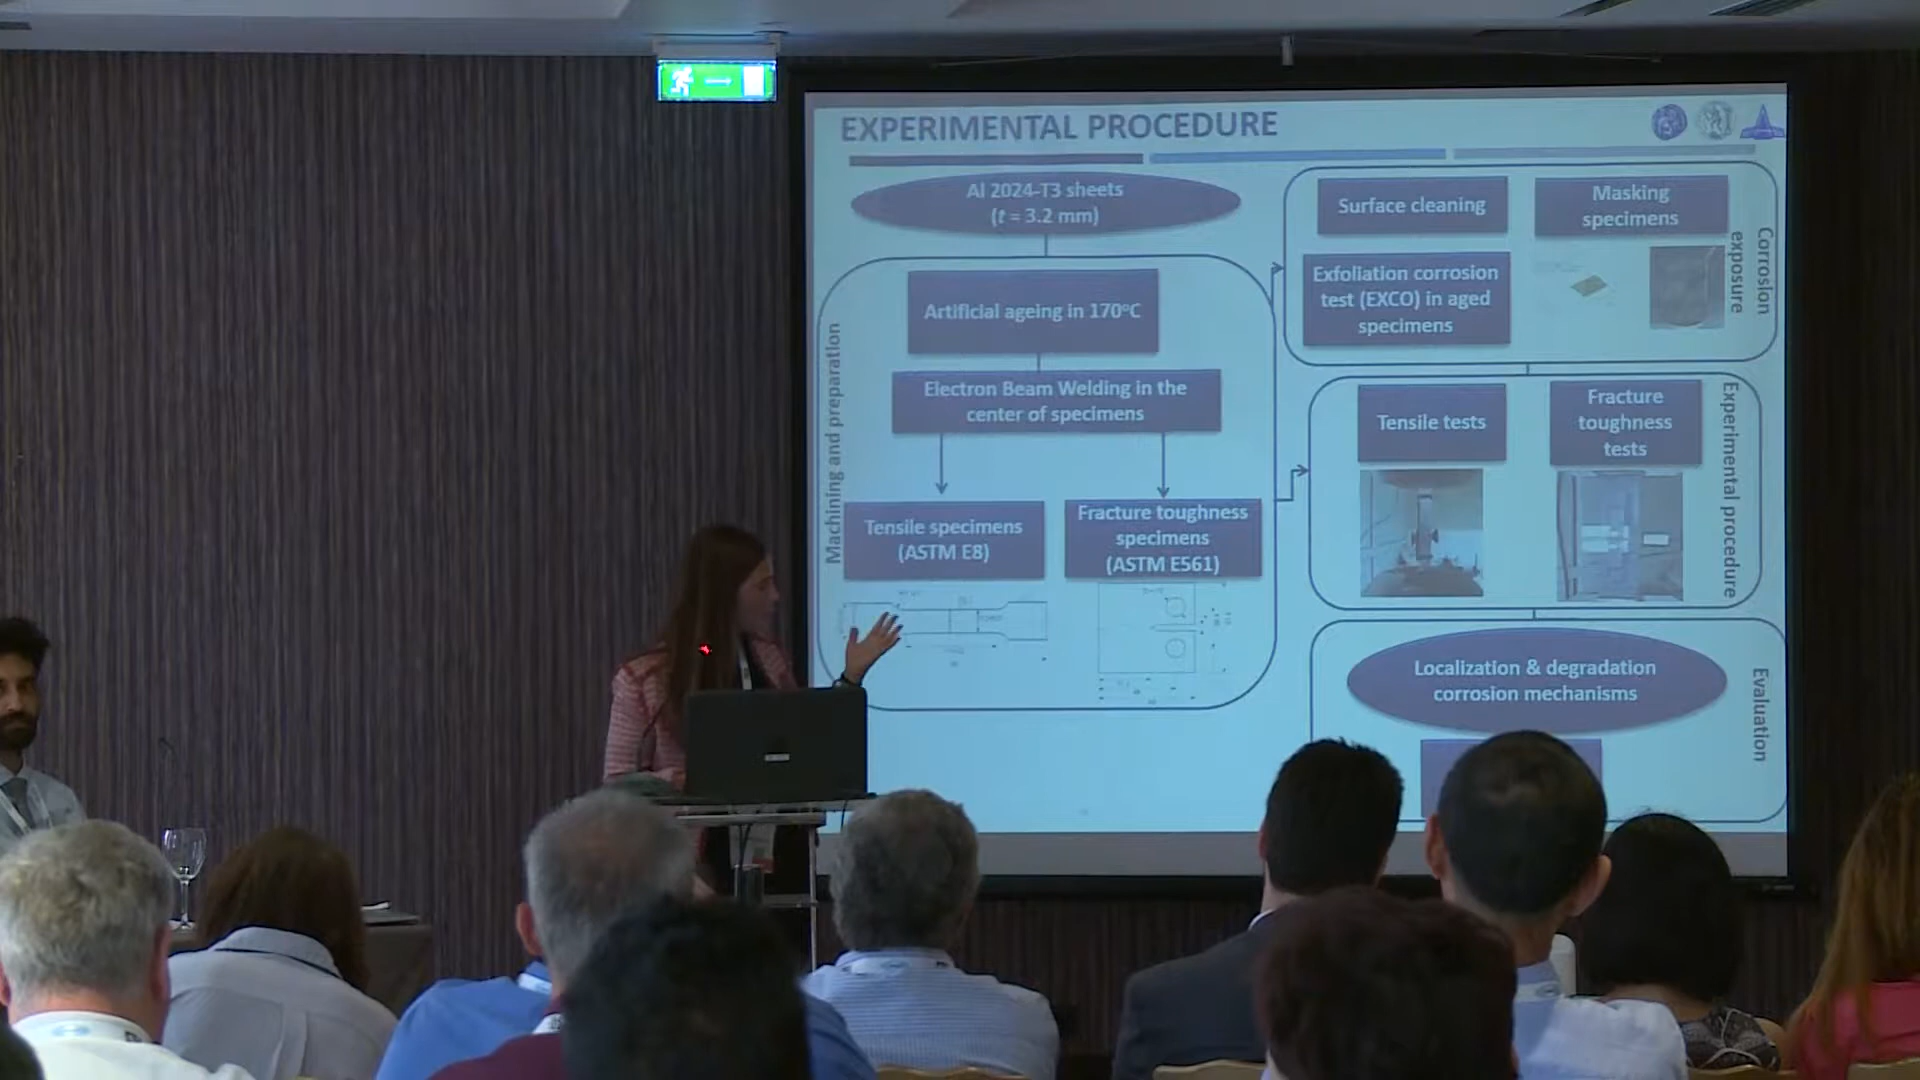 EXPERIMENTAL PROCEDURE
Al 2024-T3 sheets
(t = 3.2 mm)
Machining and preparation
Artificial ageing in 170°C
Electron Beam Welding in the
center of specimens
Tensile specimens
(ASTM E8)
Fracture toughness
specimens
(ASTM E561)
Surface cleaning
Masking
specimens
Exfoliation corrosion
test (EXCO) in aged
specimens
Corrosion
exposure
Tensile tests
Fracture
toughness
tests
Experimental procedure
Localization & degradation
corrosion mechanisms
Evaluation